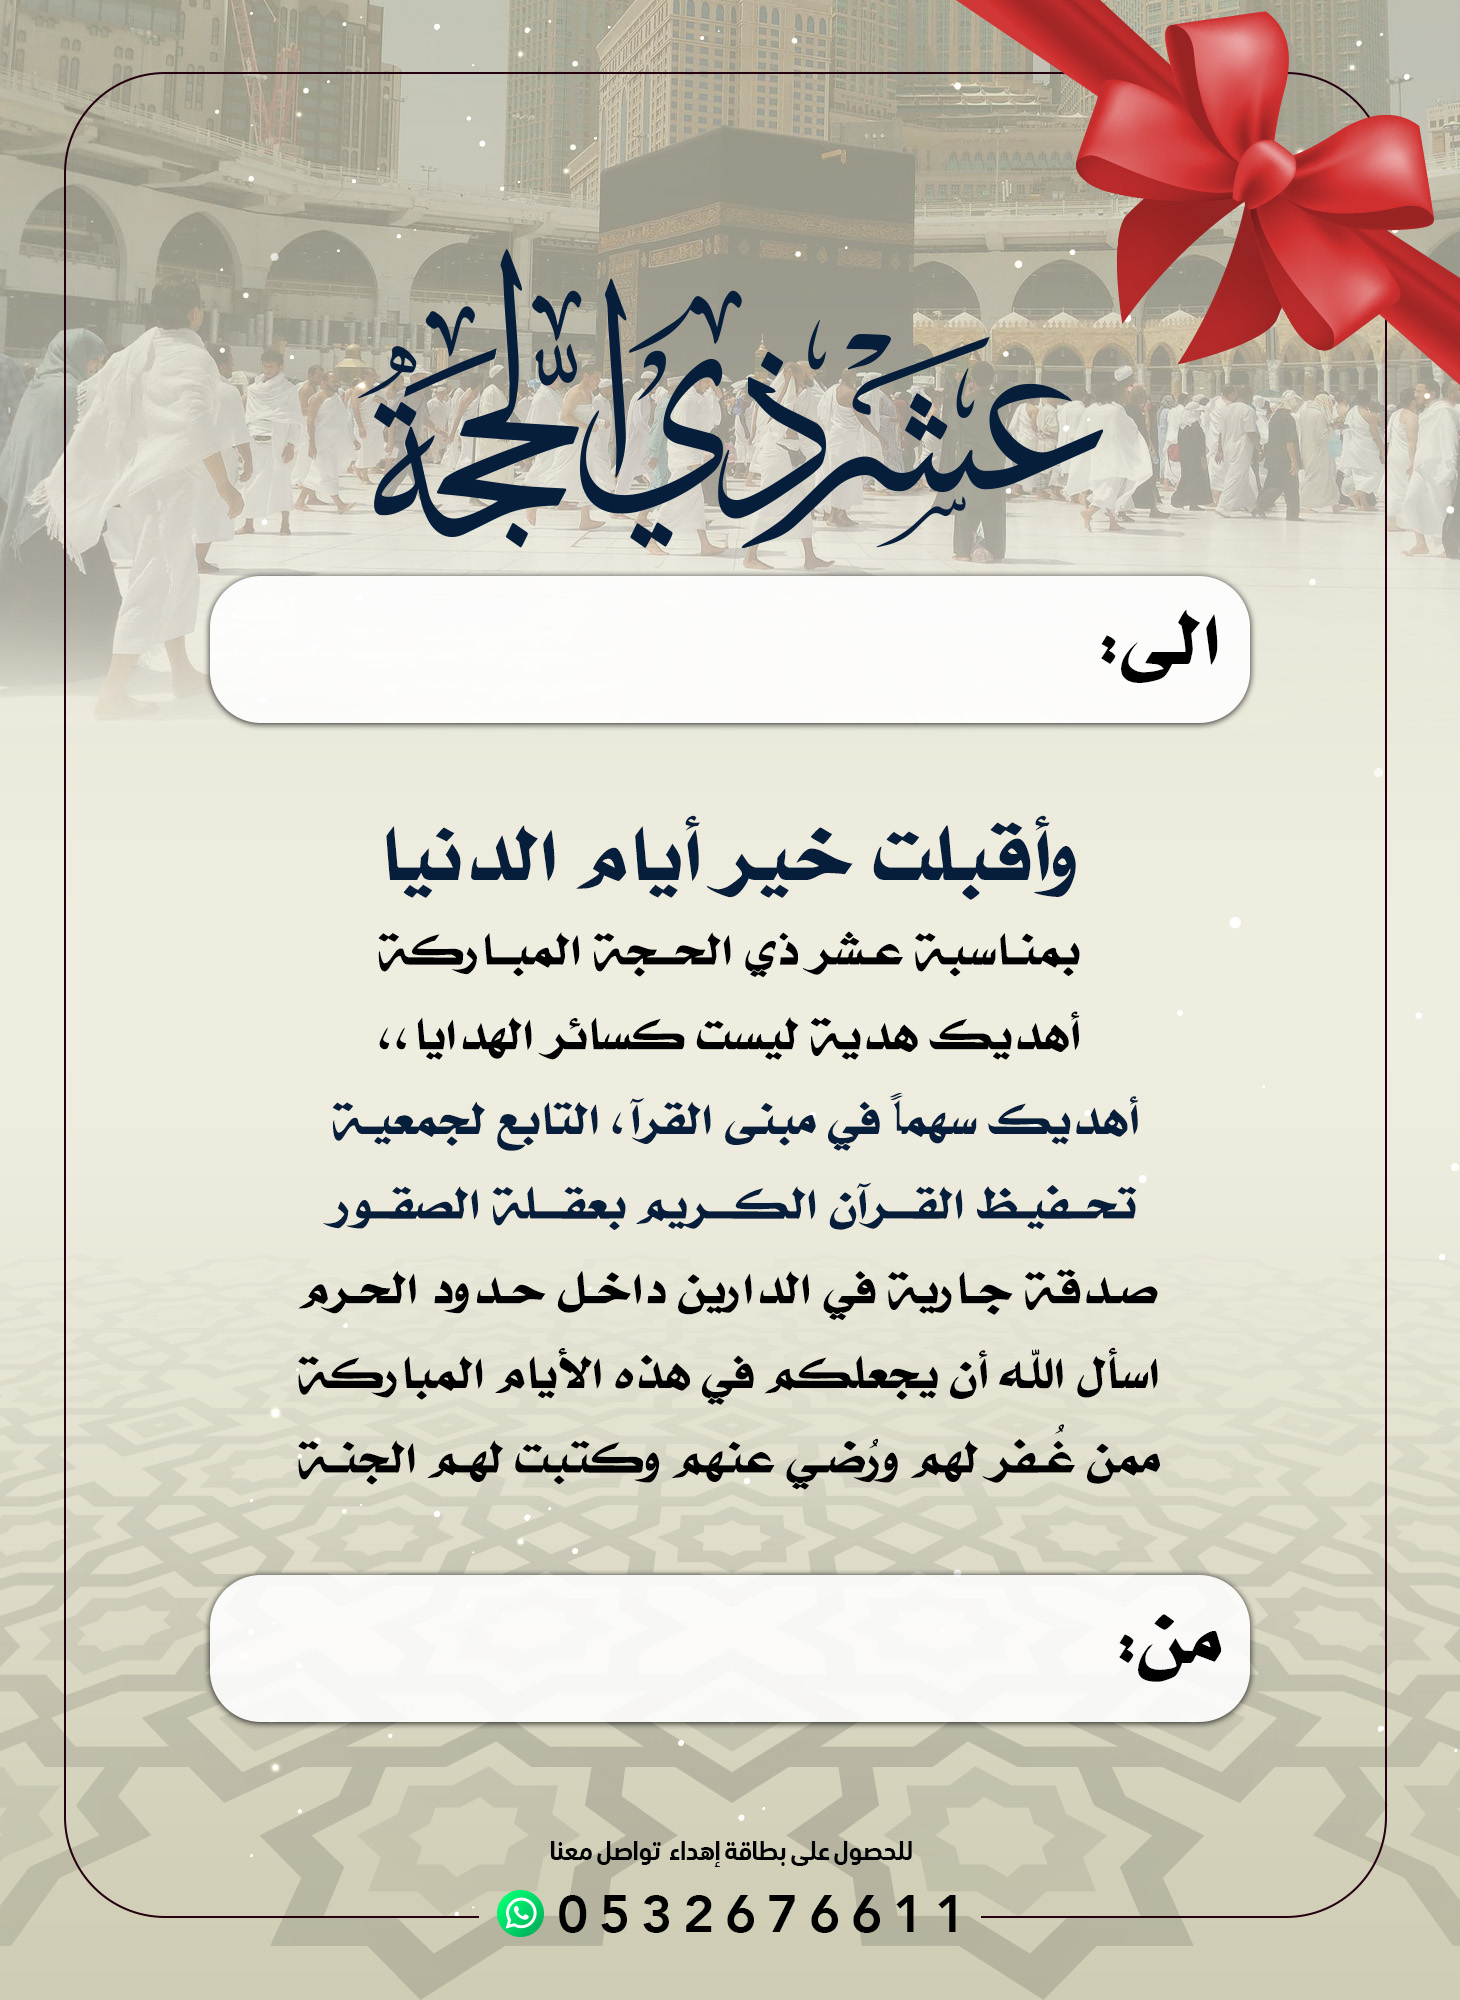 عشر ذي الحجة
الى:
وأقبلت خير أيام الدنيا
بمناسبة عشر ذي الحجة المباركة
أهديك هدية ليست كسائر الهدايا،،
أهديك سهماً في مبنى القرآ، التابع لجمعية
تحفيظ القرآن الكريم بعقلة الصقور
صدقة جارية في الدارين داخل حدود الحرم
اسأل الله أن يجعلكم في هذه الأيام المباركة
ممن غُفر لهم ورُضي عنهم وكتبت لهم الجنة
من:
للحصول على بطاقة إهداء تواصل معنا
0532676611